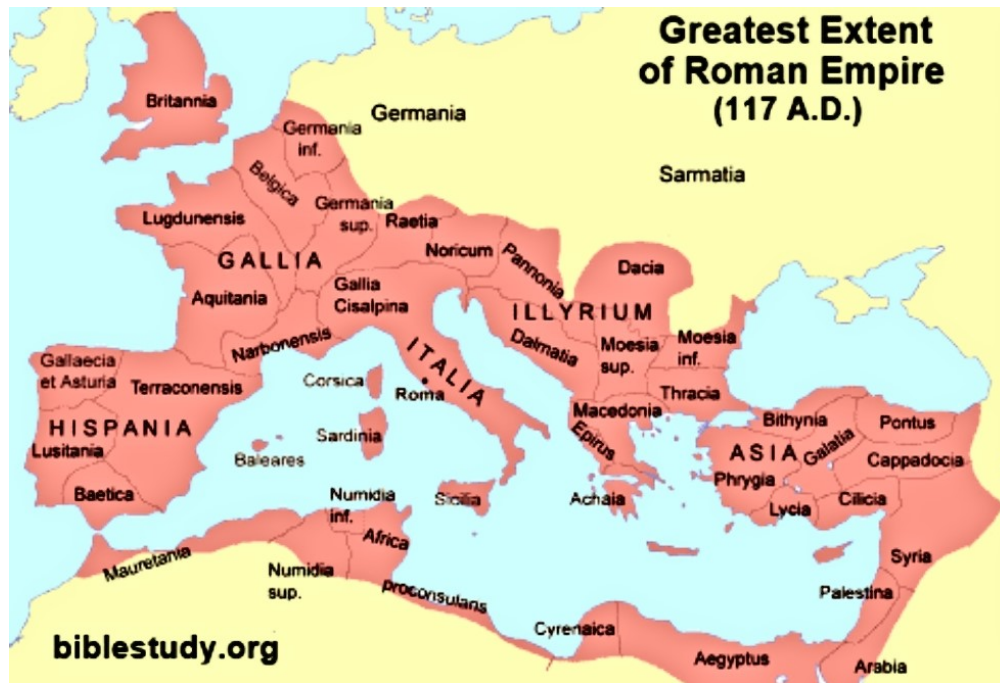 Greatest Extent
of Roman Empire
(117 A.D.)
Britannia
Germania
Germania
inf.
Belgica
Sarmatia
Lugdunensis
Germania
sup.
Raetia
Noricum
Pannonia
Dacia
GALLIA
Aquitania
Gallia
Cisalpina
ILLYRIUM
Dalmatia
Moesia
sup.
Moesia
inf.
Narbonensis
ITALIA
Thracia
Gallaecia
et Asturia
Terraconensis
Corsica
Roma
Macedonia
Epirus
Bithynia
Pontus
HISPANIA
Lusitania
Sardinia
Baleares
ASIA
Galatia
Phrygia
Cappadocia
Baetica
Numidia
inf.
Sicilia
Achaia
Lycia
Cilicia
Africa
Mauretania
Numidia
sup.
proconsularis
Syria
Palestina
Cyrenaica
Aegyptus
Arabia
biblestudy.org